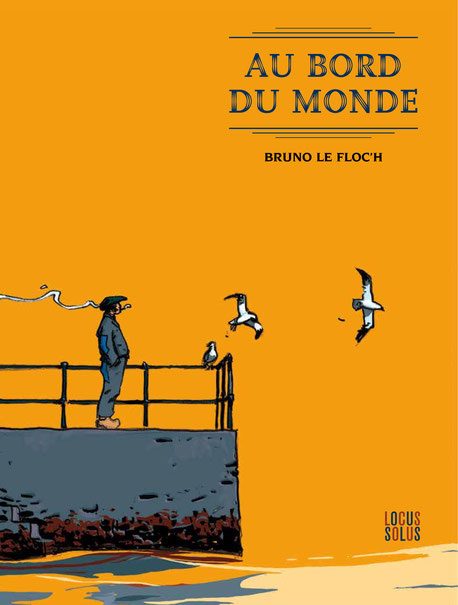 AU BORD
DU MONDE
BRUNO LE FLOC'H
LOCUS
SOLUS